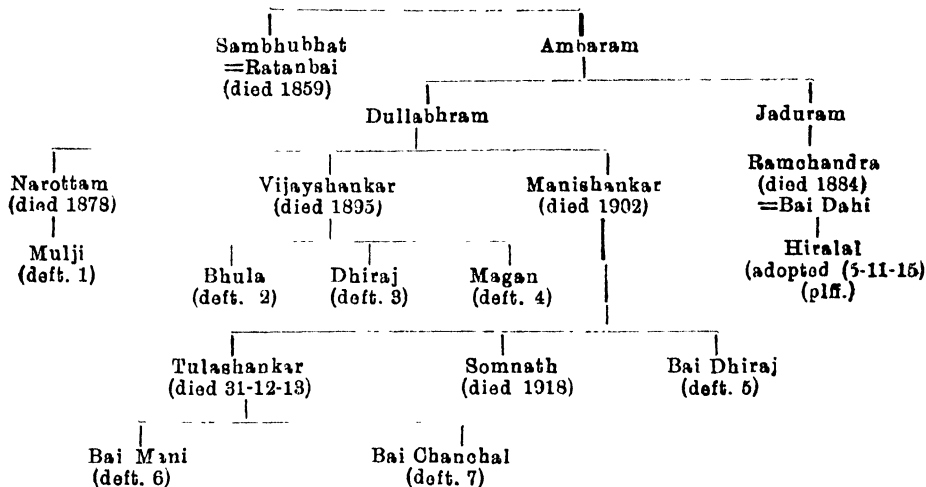 Sambhubhat Ambaram
=Ratanbai
(died 1859)
Dullabhram Jaduram
Narottam Vijayshankar Manishankar Ramchandra
(died 1878) (died 1895) (died 1902) (died 1884)
=Bai Dahi
Mulji Hiralal
(deft. 1) (adopted (5-11-15)
Bhula Dhiraj Magan (plff.)
(deft. 2) (deft. 3) (deft. 4)
Tulashankar Somnath Bai Dhiraj
(died 31-12-13) (died 1918) (deft. 5)
Bai Mani Bai Chanchal
(deft. 6) (deft. 7)